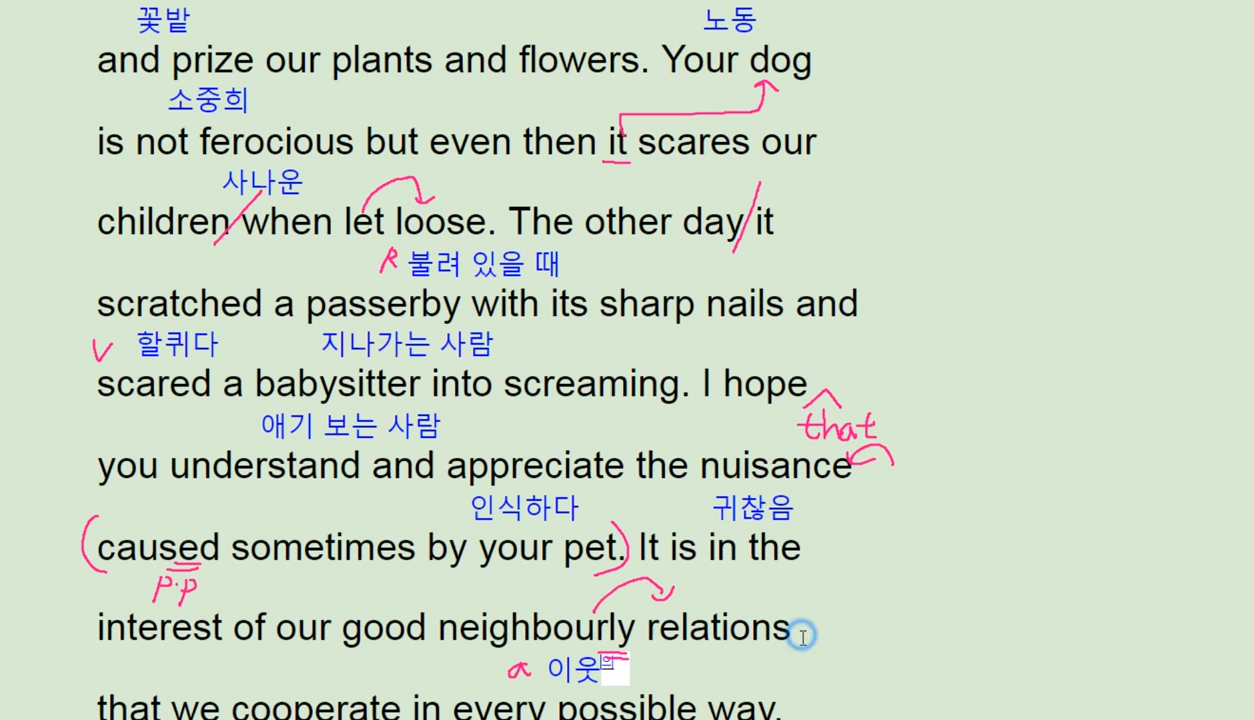 꽃밭 노동
and prize our plants and flowers. Your dog
소중희
is not ferocious but even then it scares our
사나운
children when let loose. The other day it
R 불려 있을 때
scratched a passerby with its sharp nails and
V 할퀴다 지나가는 사람
scared a babysitter into screaming. I hope
애기 보는 사람 that
you understand and appreciate the nuisance
인식하다 귀찮음
(caused sometimes by your pet.) It is in the
p.p
interest of our good neighbourly relations
a 이웃의
that we cooperate in every possible way.